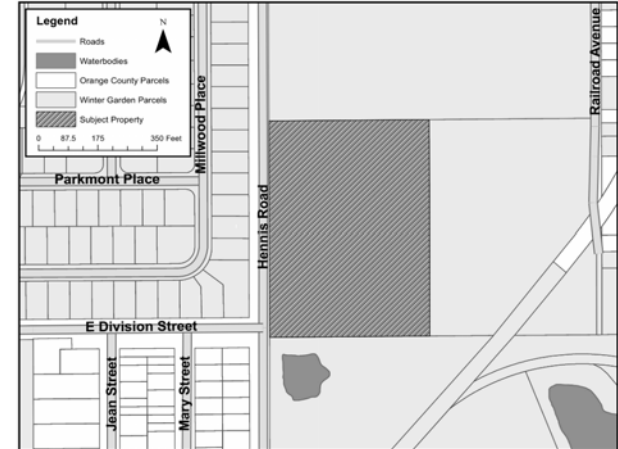 Legend
N
Roads
Waterbodies
Orange County Parcels
Winter Garden Parcels
Subject Property
0 87.5 175 350 Feet
Millwood Place
Railroad Avenue
Parkmont Place
Hennis Road
E Division Street
Jean Street
Mary Street